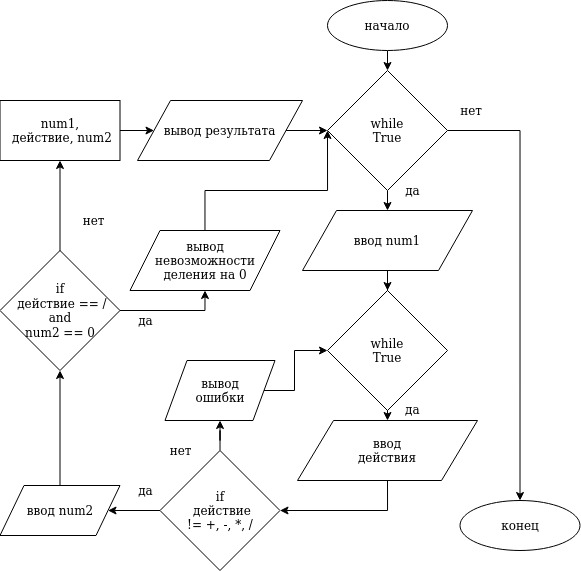 начало
while
True
нет
да
num1,
действие, num2
вывод результата
нет
вывод
невозможности
деления на 0
ввод num1
if
действие == /
and
num2 == 0
да
while
True
да
вывод
ошибки
ввод
действия
нет
да
ввод num2
if
действие
!= +, -, *, /
конец